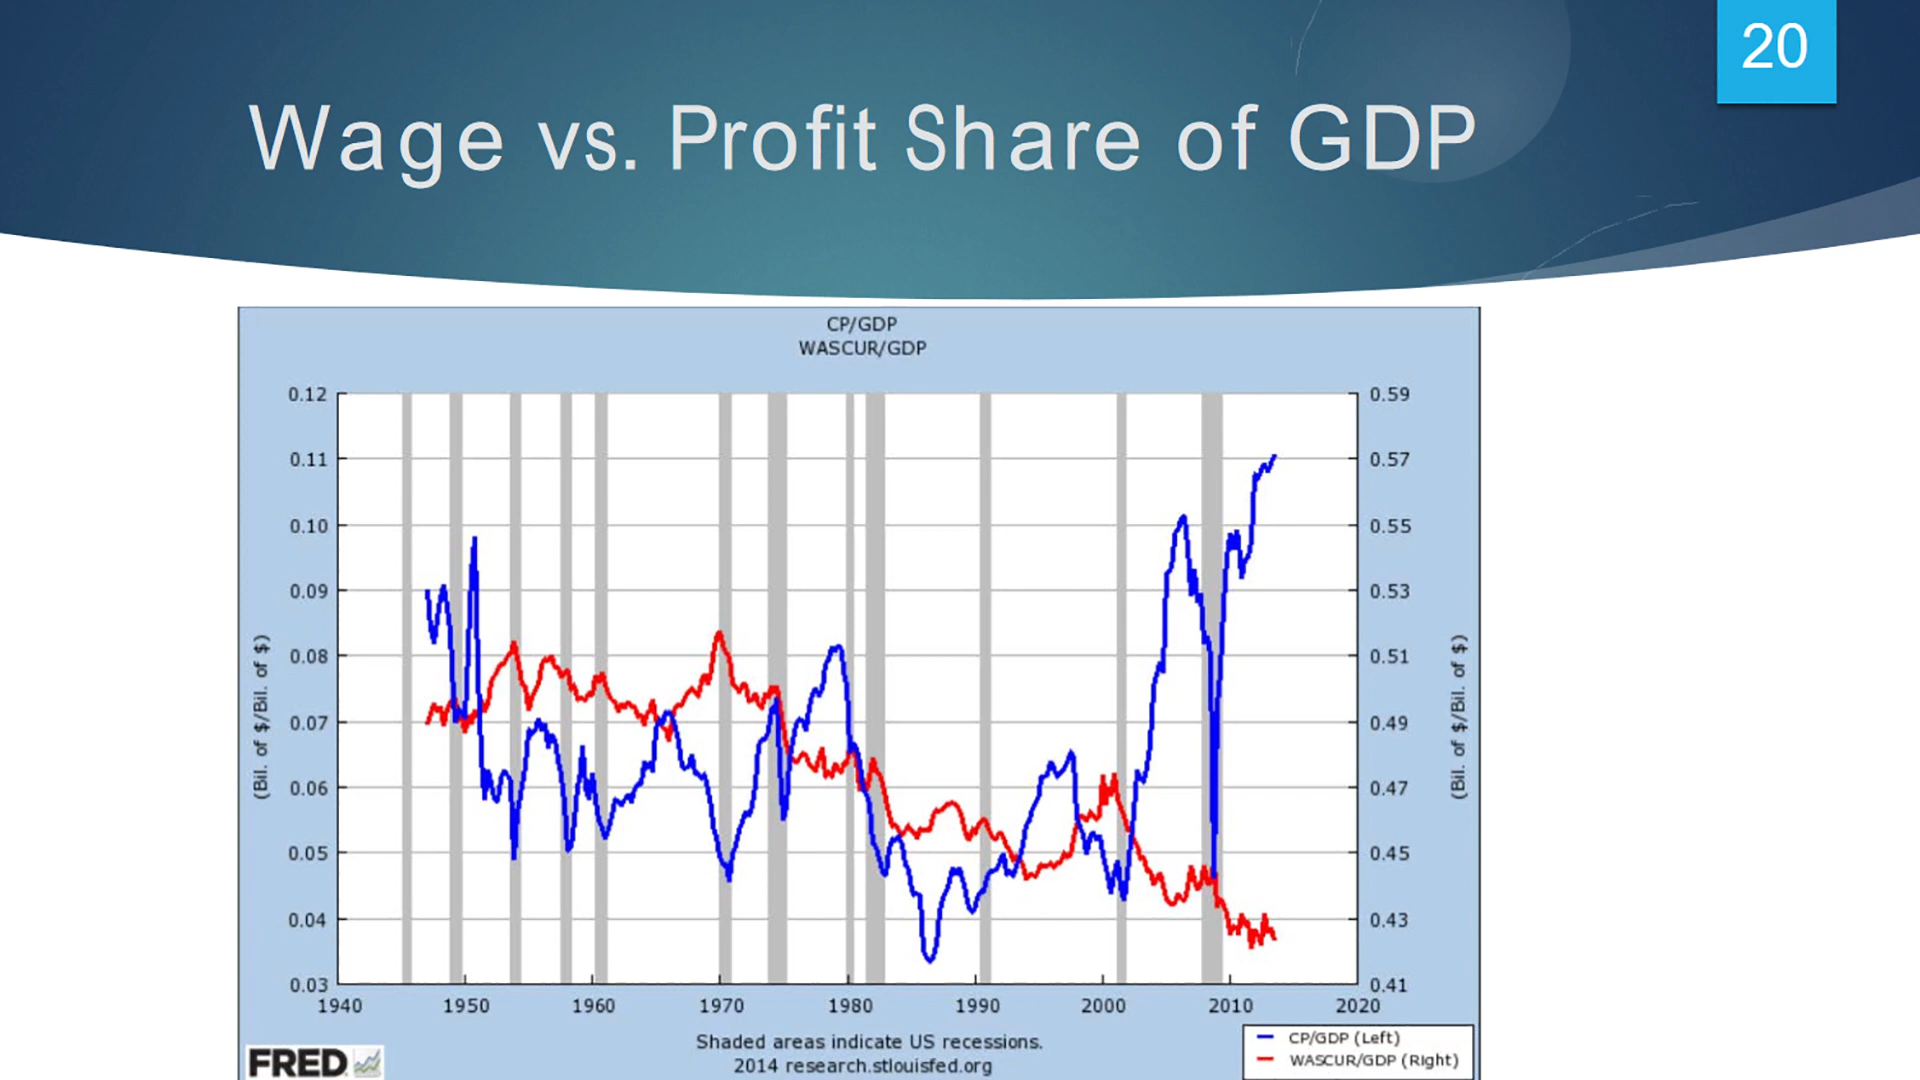 20
Wage vs. Profit Share of GDP
CP/GDP
WASCUR/GDP
0.12
0.11
0.10
0.09
0.08
0.07
0.06
0.05
0.04
0.03
(Bil. of $/Bil. of $)
0.59
0.57
0.55
0.53
0.51
0.49
0.47
0.45
0.43
0.41
(Bil. of $/Bil. of $)
1940 1950 1960 1970 1980 1990 2000 2010 2020
Shaded areas indicate US recessions.
2014 research.stlouisfed.org
FRED
CP/GDP (Left)
WASCUR/GDP (Right)